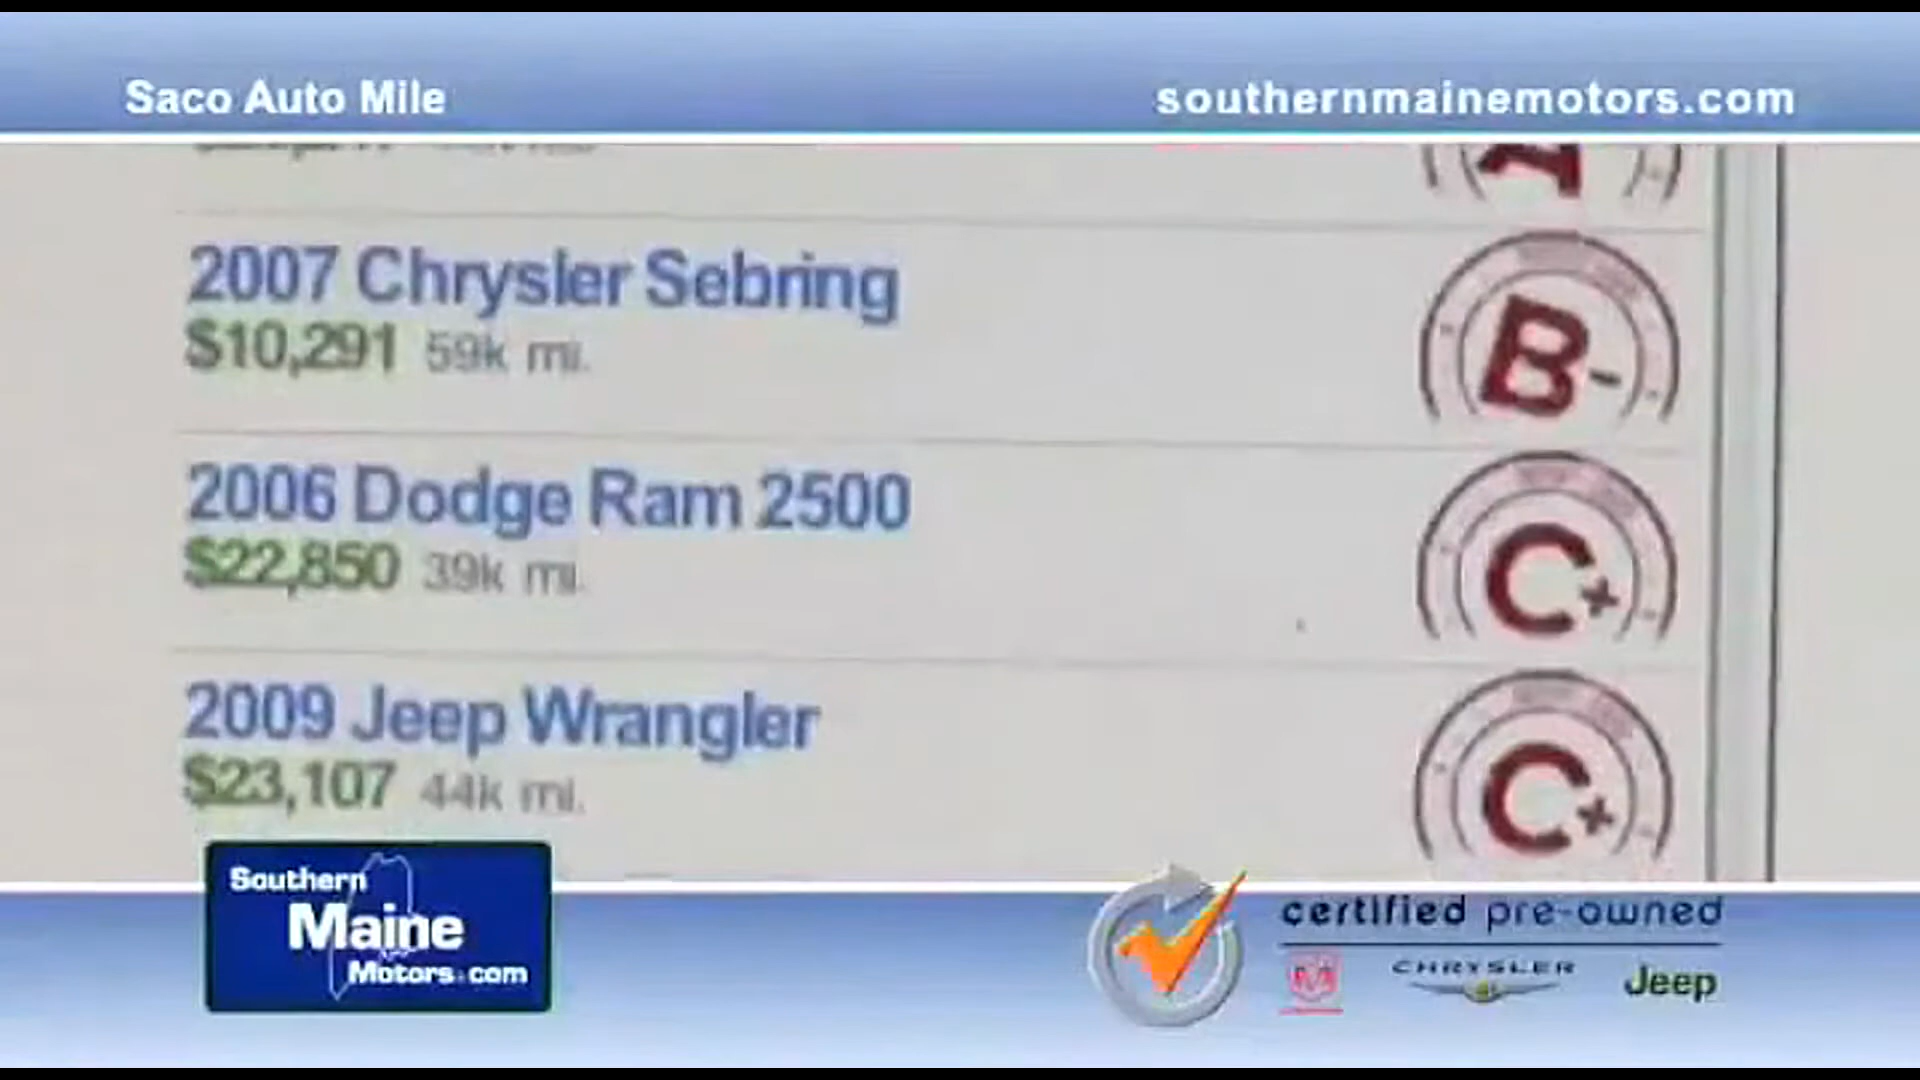 Saco Auto Mile
southernmainemotors.com
A
2007 Chrysler Sebring
$10,291 59k mi.
B-
2006 Dodge Ram 2500
$22,850 39k mi.
C+
2009 Jeep Wrangler
$23,107 44k mi.
C+
Southern
Maine
Motors.com
certified pre-owned
CHRYSLER
Jeep